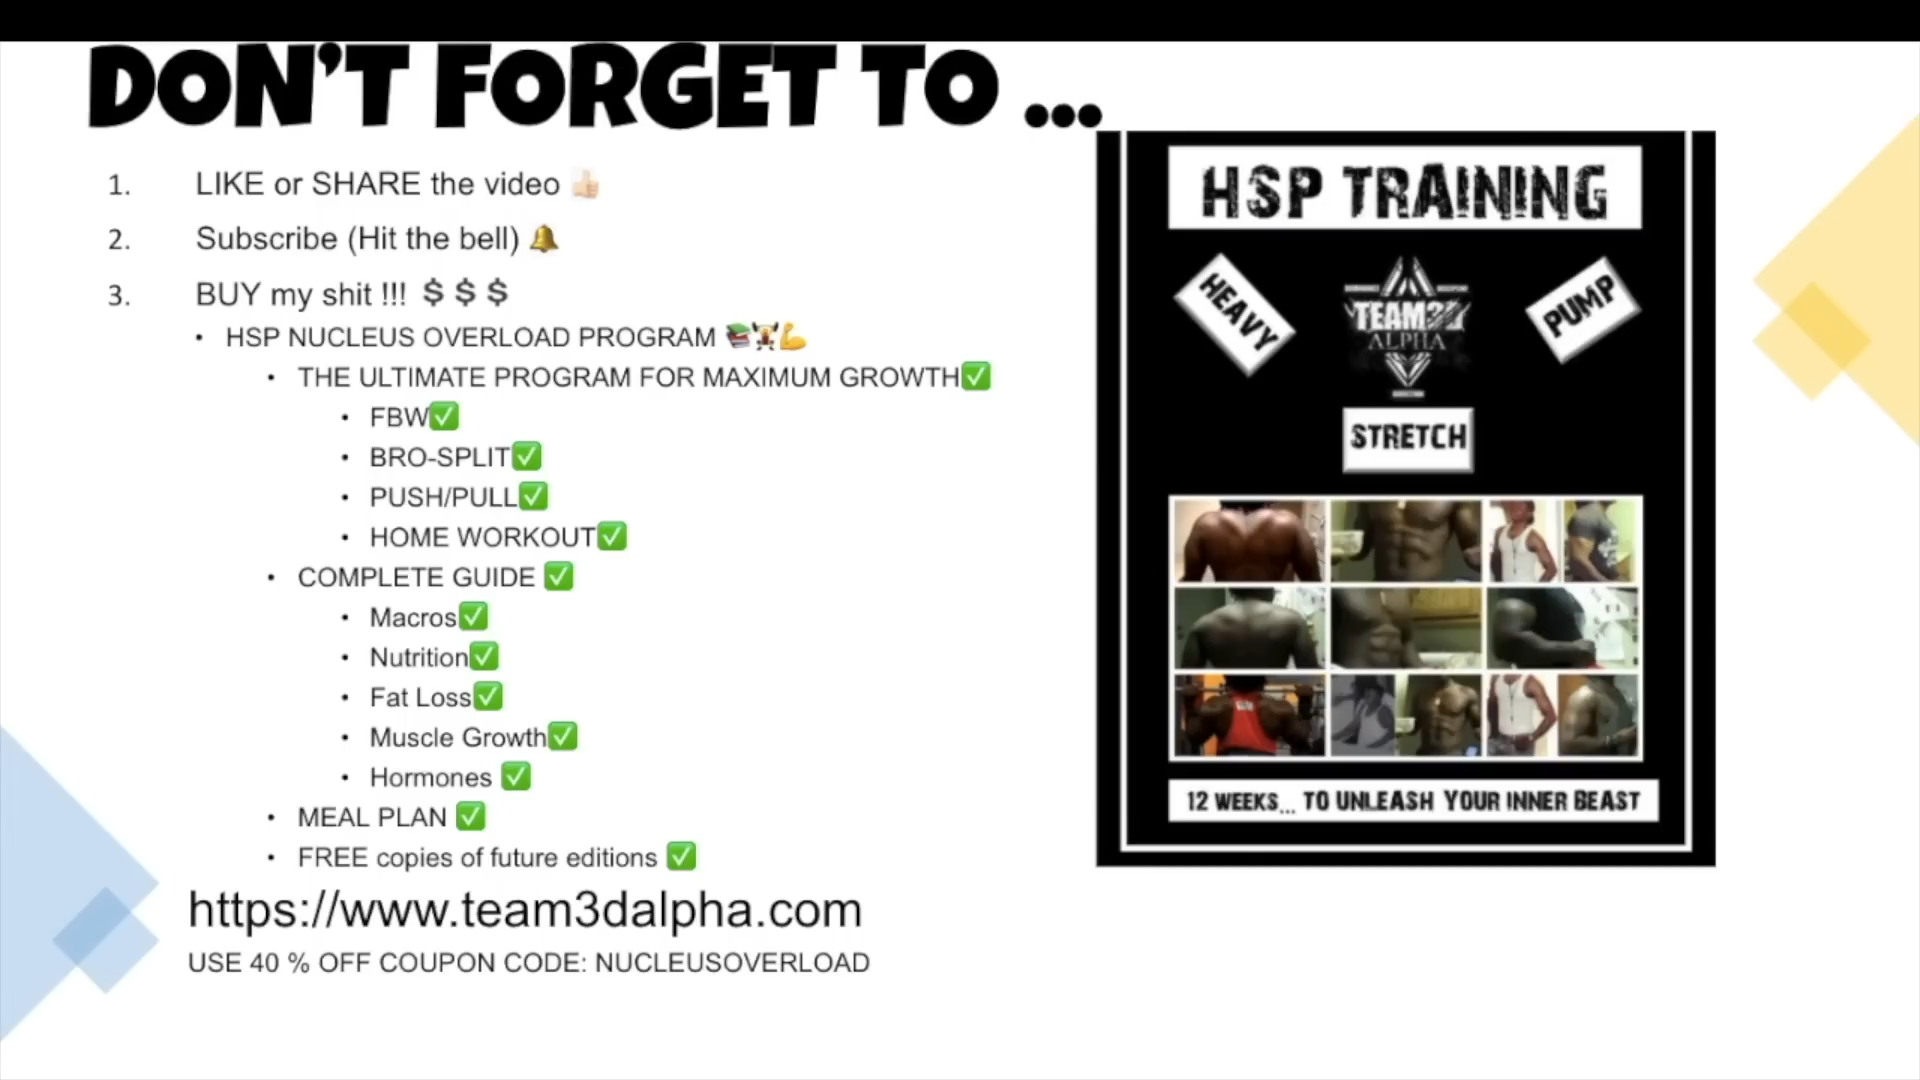 DON'T FORGET TO ...
1. LIKE or SHARE the video 👍🏻
2. Subscribe (Hit the bell) 🔔
3. BUY my shit !!! $ $ $
• HSP NUCLEUS OVERLOAD PROGRAM 📚🏋💪
• THE ULTIMATE PROGRAM FOR MAXIMUM GROWTH✅
• FBW✅
• BRO-SPLIT✅
• PUSH/PULL✅
• HOME WORKOUT✅
• COMPLETE GUIDE ✅
• Macros✅
• Nutrition✅
• Fat Loss✅
• Muscle Growth✅
• Hormones ✅
• MEAL PLAN ✅
• FREE copies of future editions ✅
https://www.team3dalpha.com
USE 40 % OFF COUPON CODE: NUCLEUSOVERLOAD
HSP TRAINING
HEAVY
TEAM3D
ALPHA
PUMP
STRETCH
12 WEEKS... TO UNLEASH YOUR INNER BEAST